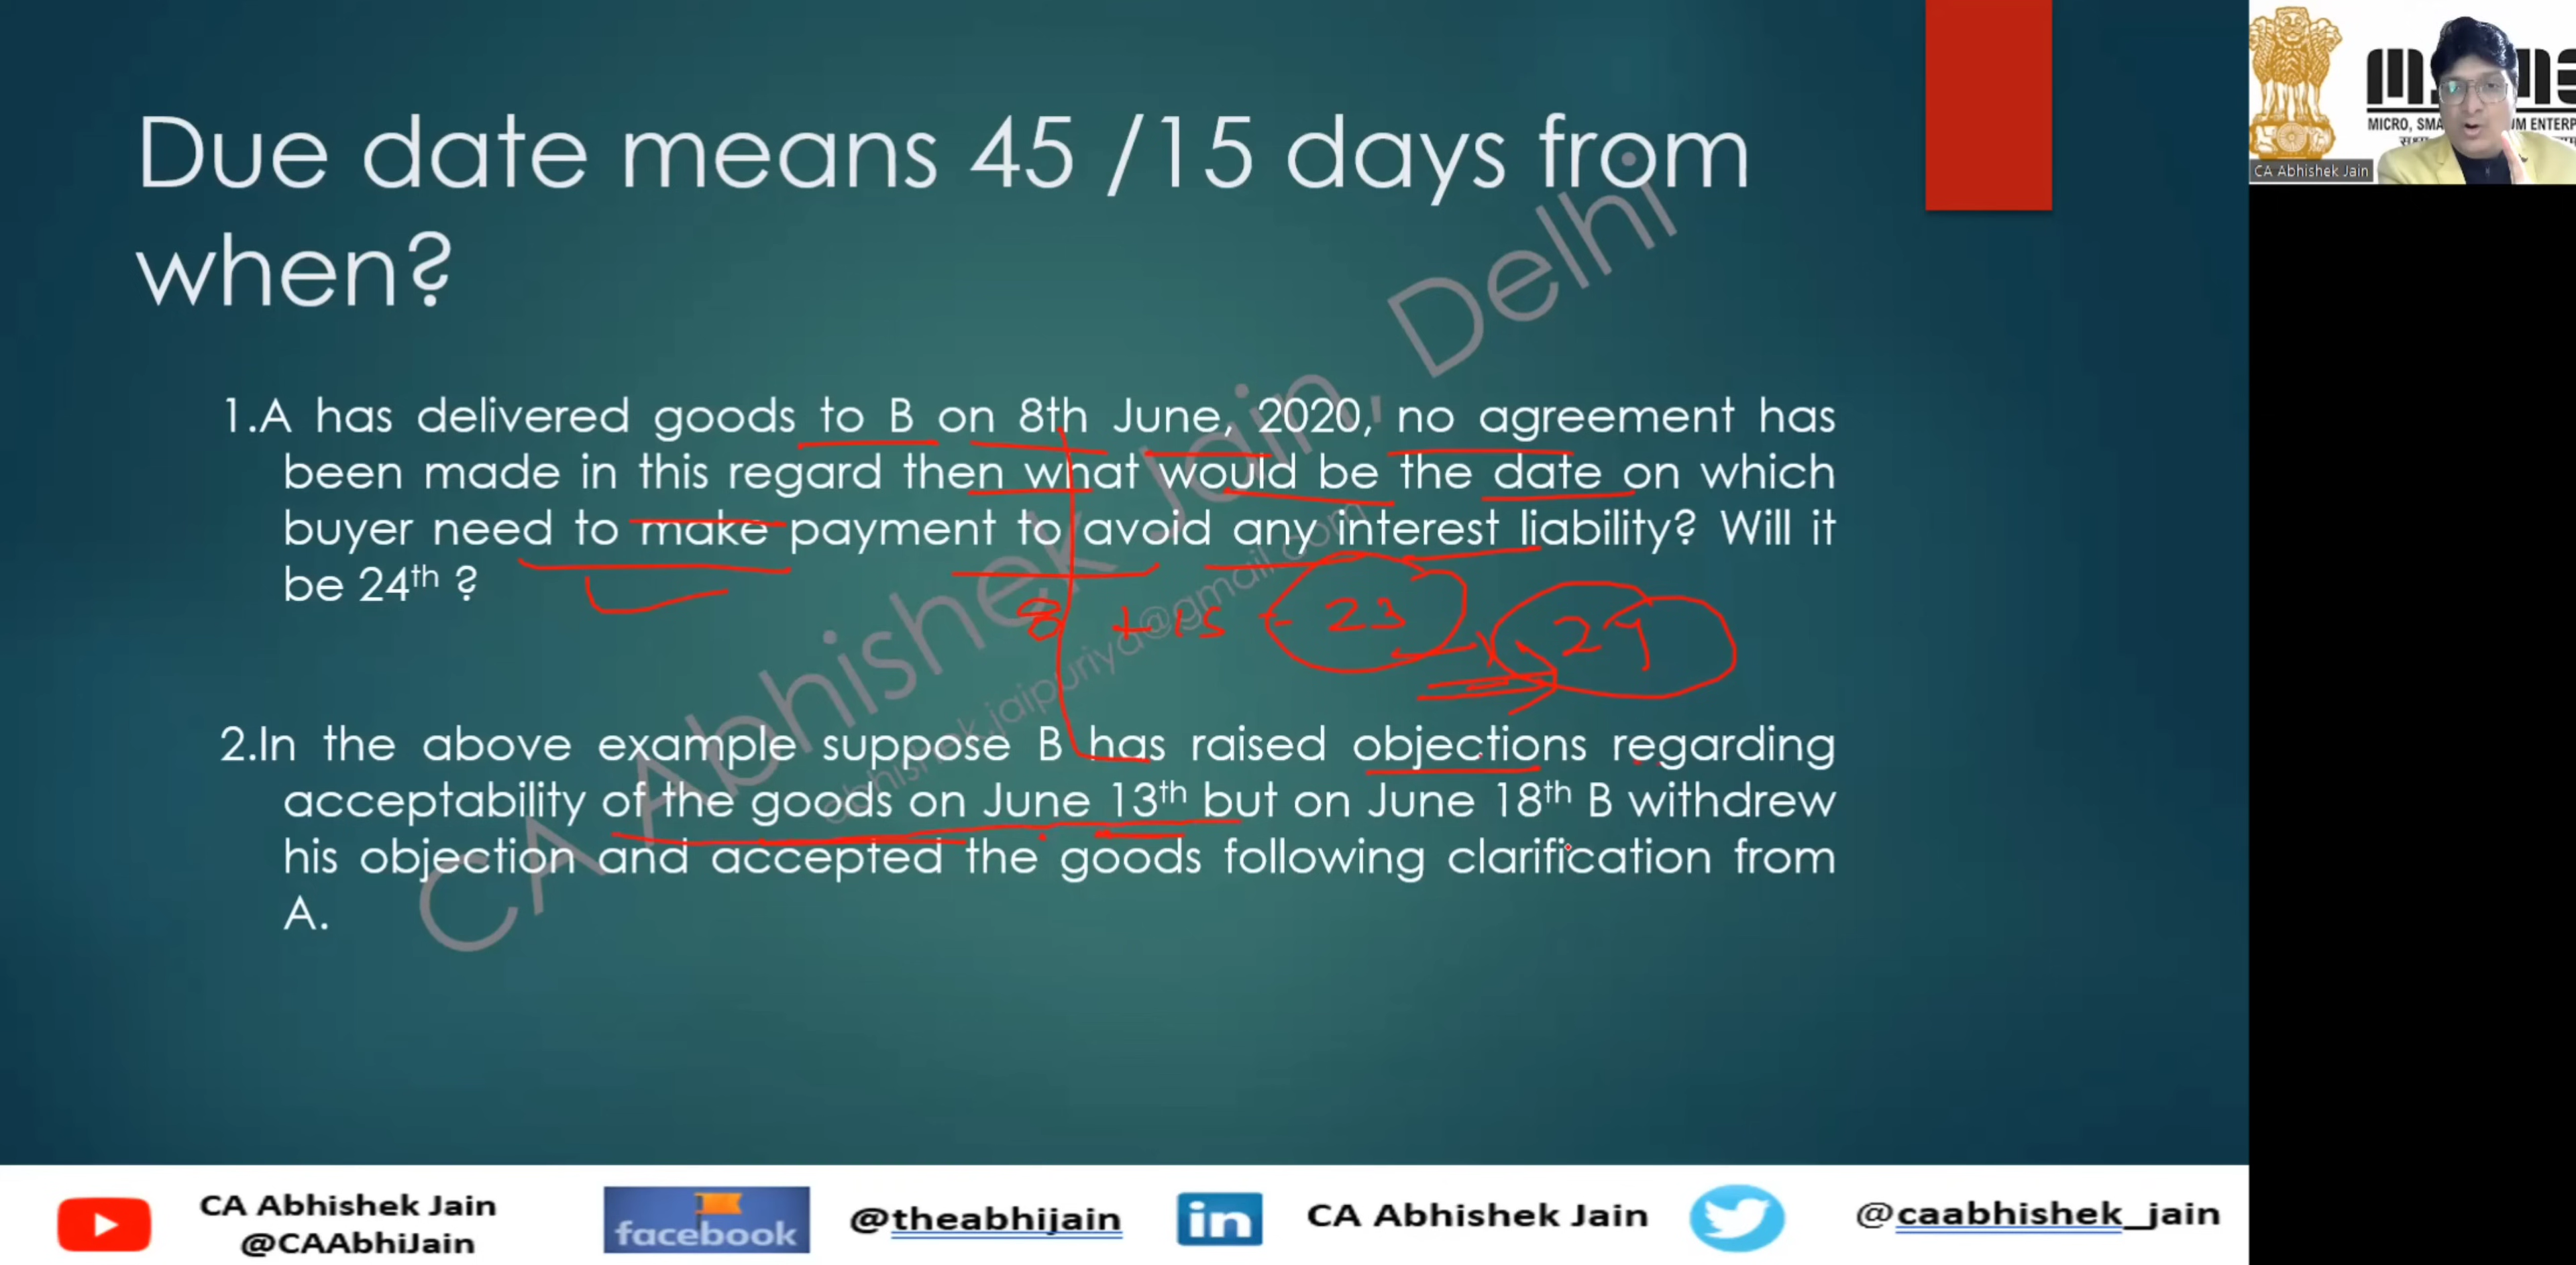 Due date means 45 /15 days from
when?
1.A has delivered goods to B on 8th June, 2020, no agreement has
been made in this regard then what would be the date on which
buyer need to make payment to avoid any interest liability? Will it
be 24th ?
8 + 15 = 23
2.In the above example suppose B has raised objections regarding
acceptability of the goods on June 13th but on June 18th B withdrew
his objection and accepted the goods following clarification from
A.
CA Abhishek Jain, Delhi
abhishek.jaipuriya@gmail.com
MICRO, SMA
UM ENTERP
CA Abhishek Jain
CA Abhishek Jain
@CAAbhiJain
facebook
@theabhijain
in
CA Abhishek Jain
@caabhishek_jain